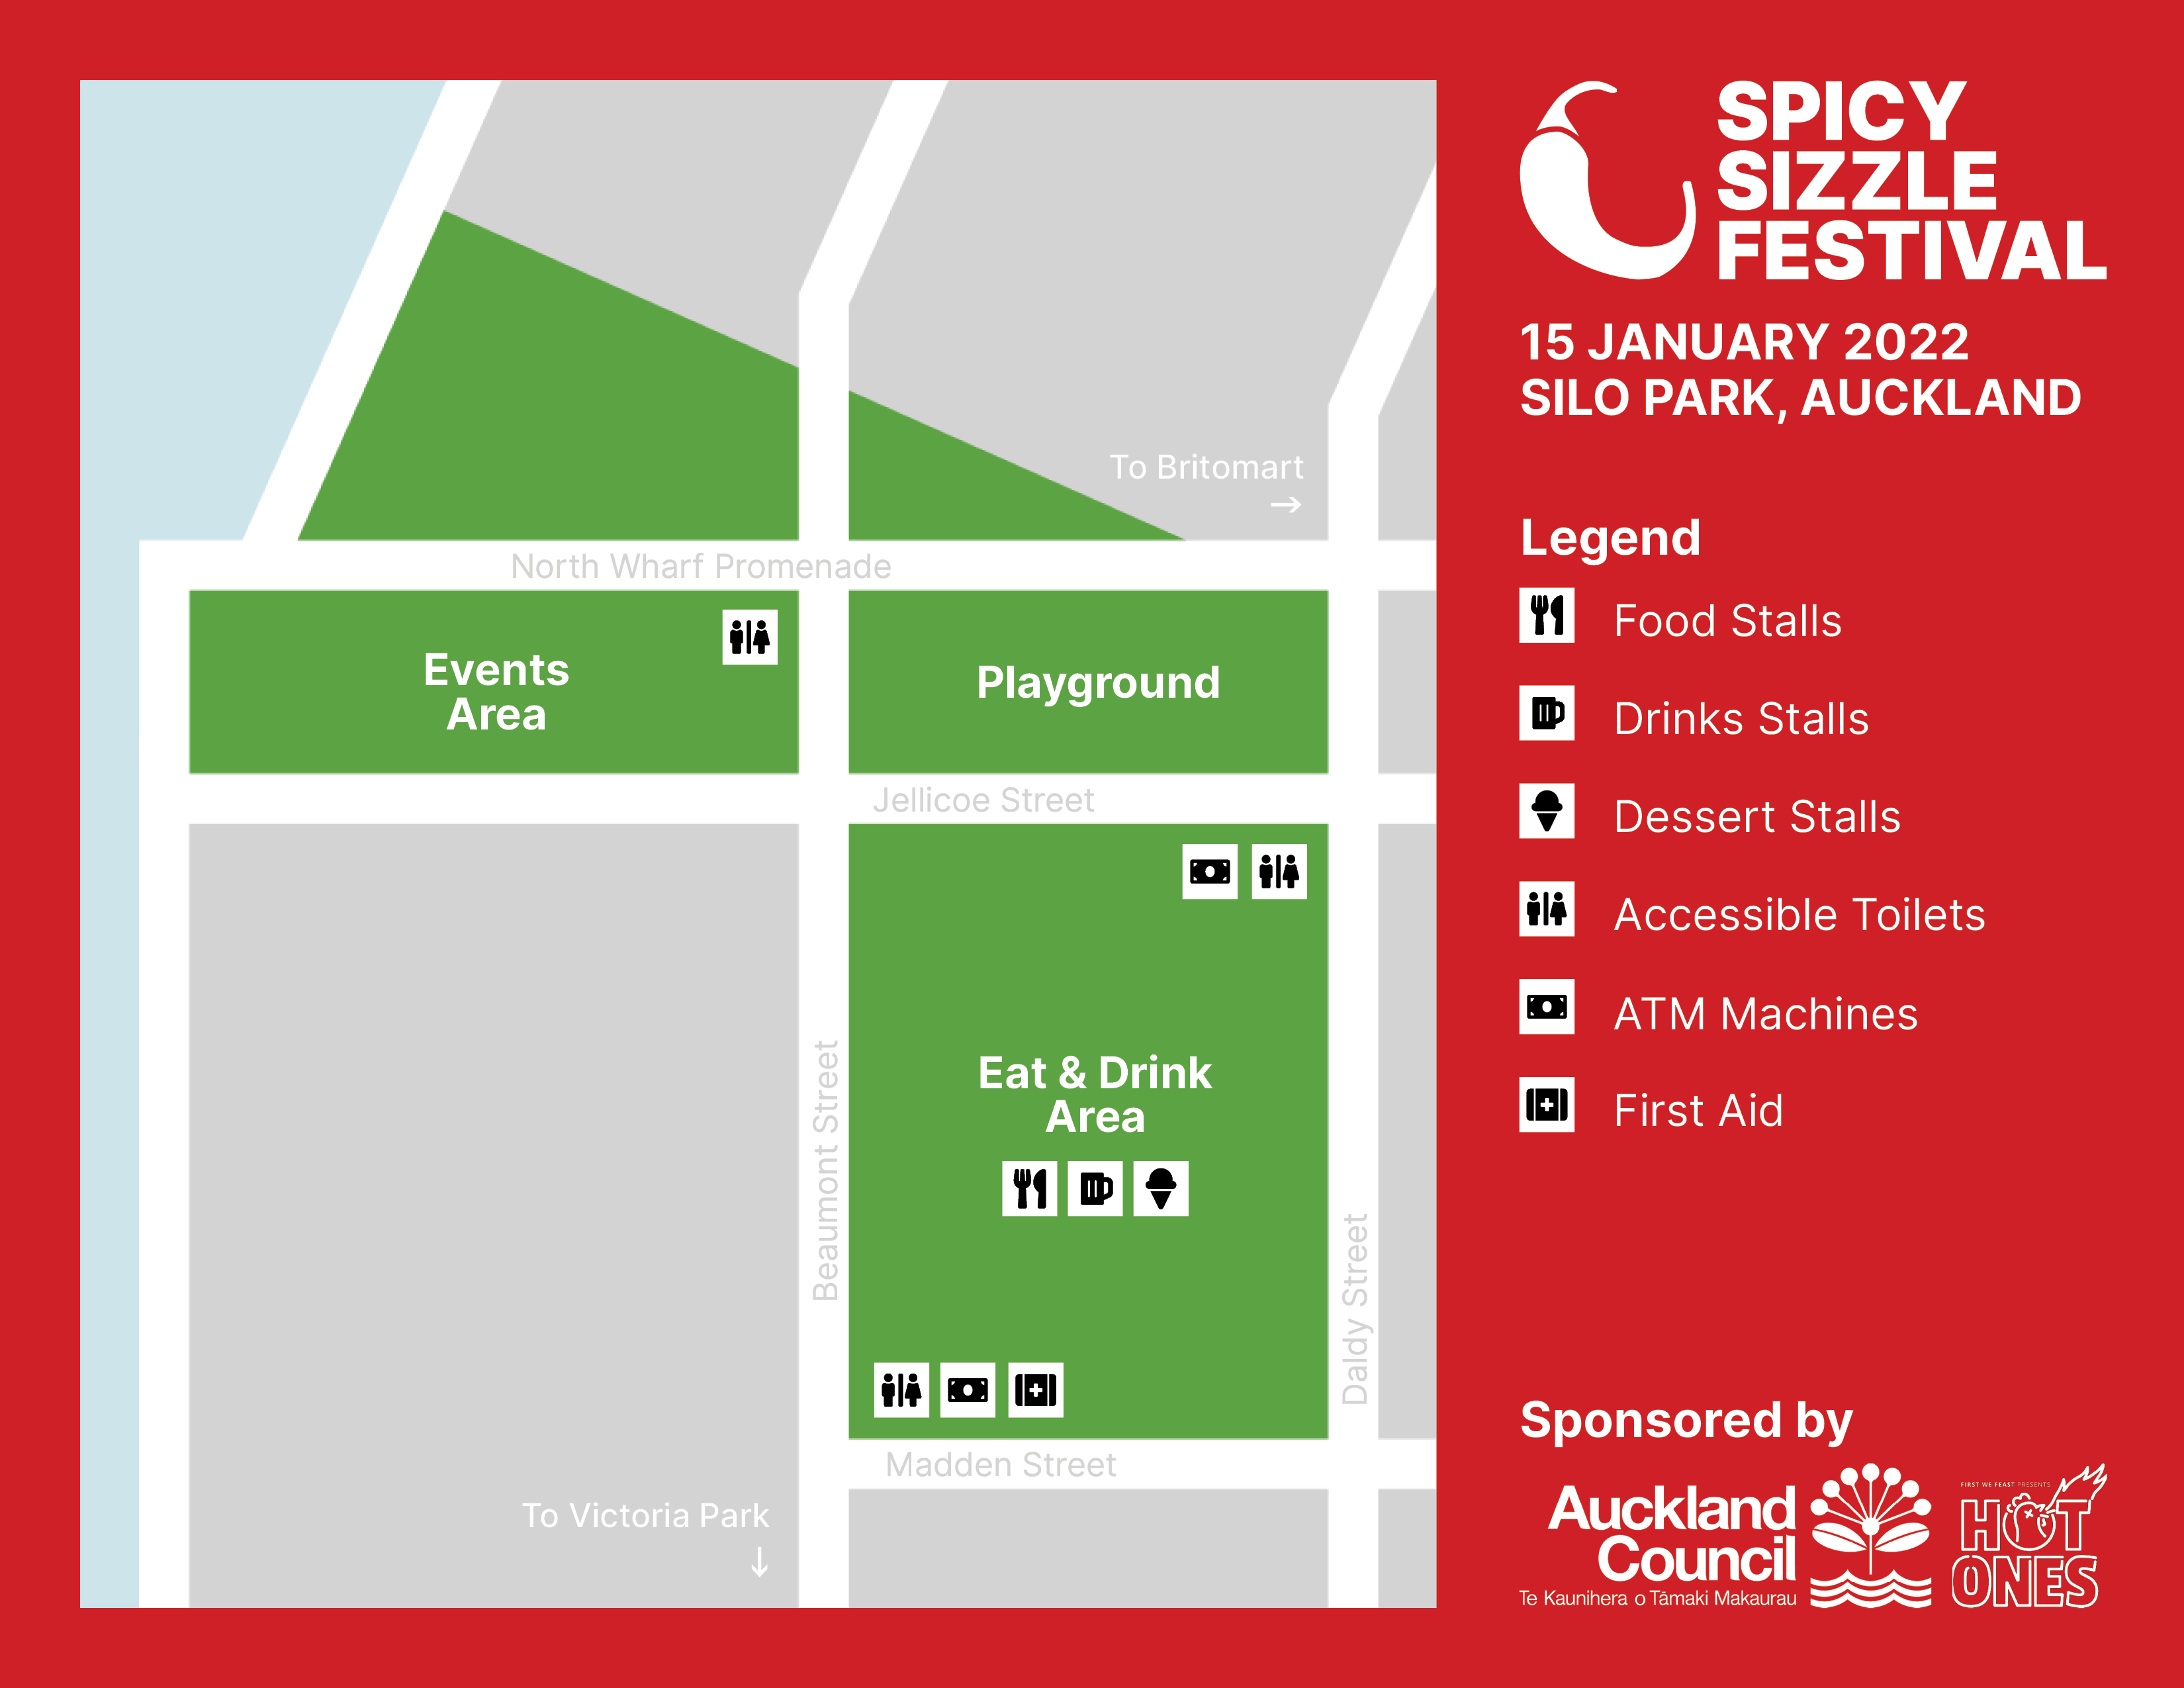 SPICY
SIZZLE
FESTIVAL
15 JANUARY 2022
SILO PARK, AUCKLAND
To Britomart
→
North Wharf Promenade
Events
Area
Playground
Jellicoe Street
Eat & Drink
Area
Beaumont Street
Daldy Street
Madden Street
To Victoria Park
↓
Legend
Food Stalls
Drinks Stalls
Dessert Stalls
Accessible Toilets
ATM Machines
First Aid
Sponsored by
Auckland
Council
Te Kaunihera o Tāmaki Makaurau
FIRST WE FEAST PRESENTS
HOT
ONES